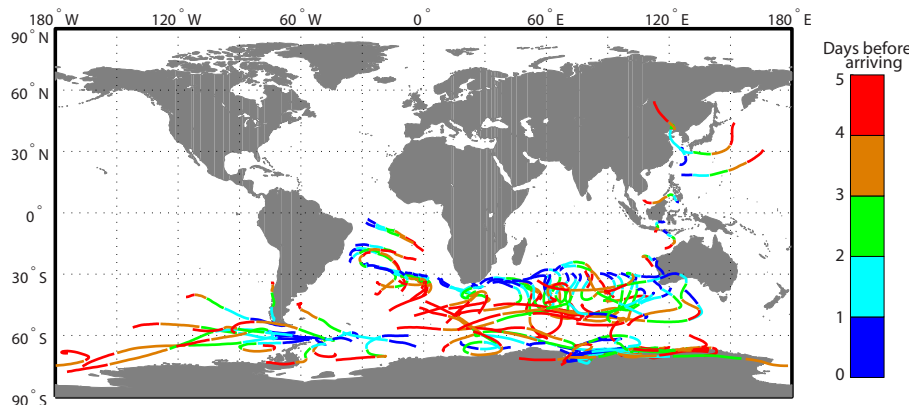 180° W 120° W 60° W 0° 60° E 120° E 180° E
90° N
60° N
30° N
0°
30° S
60° S
90° S
Days before
arriving
5
4
3
2
1
0